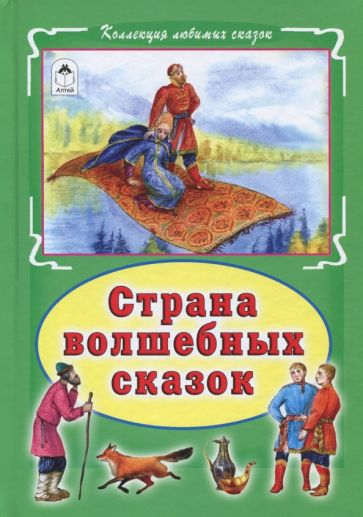 Коллекция любимых сказок
Алтей
Страна
волшебных
сказок